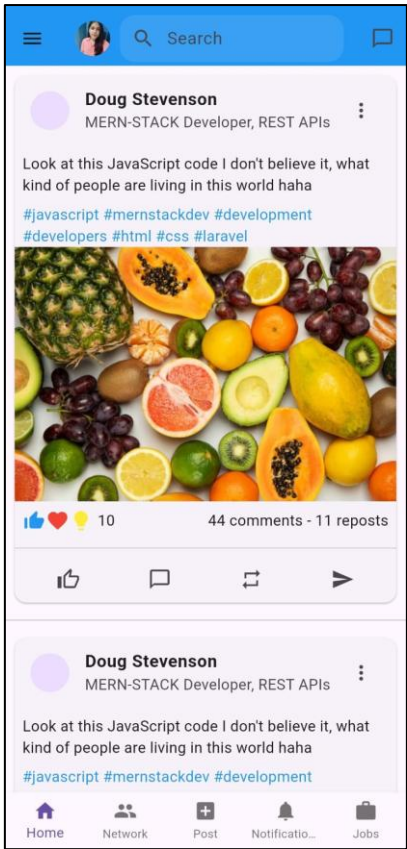 Search
Doug Stevenson
MERN-STACK Developer, REST APIs
Look at this JavaScript code I don't believe it, what
kind of people are living in this world haha
#javascript #mernstackdev #development
#developers #html #css #laravel
10
44 comments - 11 reposts
Doug Stevenson
MERN-STACK Developer, REST APIs
Look at this JavaScript code I don't believe it, what
kind of people are living in this world haha
#javascript #mernstackdev #development
Home
Network
Post
Notificatio...
Jobs